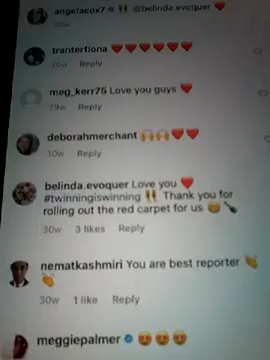 angelacox7 @belinda.evoquer ❤️
30w
tranterfiona ❤️❤️❤️❤️❤️❤️
26w Reply
meg_kerr75 Love you guys ❤️
29w Reply
deborahmerchant 🙌🙌❤️❤️
30w Reply
belinda.evoquer Love you ❤️
#twinningiswinning 👯 Thank you for
rolling out the red carpet for us
30w 3 likes Reply
nematkashmiri You are best reporter 👏
👏
30w 1 like Reply
meggiepalmer 😍😍😍